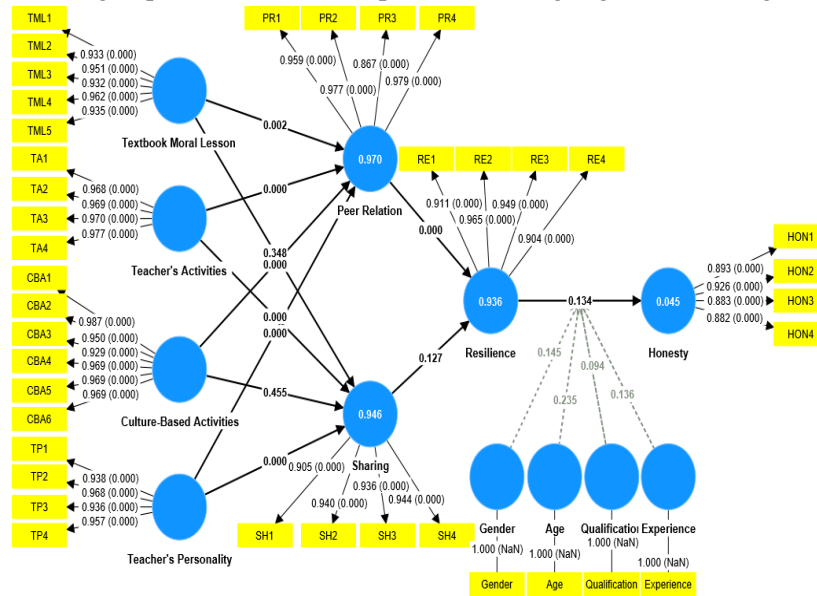 TML1
TML2
TML3
TML4
TML5
0.933 (0.000)
0.951 (0.000)
0.932 (0.000)
0.962 (0.000)
0.935 (0.000)
Textbook Moral Lesson
TA1
TA2
TA3
TA4
0.968 (0.000)
0.969 (0.000)
0.970 (0.000)
0.977 (0.000)
Teacher's Activities
CBA1
CBA2
CBA3
CBA4
CBA5
CBA6
0.987 (0.000)
0.950 (0.000)
0.929 (0.000)
0.969 (0.000)
0.969 (0.000)
0.969 (0.000)
Culture-Based Activities
TP1
TP2
TP3
TP4
0.938 (0.000)
0.968 (0.000)
0.936 (0.000)
0.957 (0.000)
Teacher's Personality
PR1
PR2
PR3
PR4
0.959 (0.000)
0.977 (0.000)
0.867 (0.000)
0.979 (0.000)
0.970
Peer Relation
0.002
0.000
0.348
0.000
0.000
0.000
0.455
0.000
0.946
Sharing
0.905 (0.000)
0.940 (0.000)
0.936 (0.000)
0.944 (0.000)
SH1
SH2
SH3
SH4
RE1
RE2
RE3
RE4
0.911 (0.000)
0.965 (0.000)
0.949 (0.000)
0.904 (0.000)
0.000
0.127
0.936
Resilience
0.134
0.045
Honesty
HON1
HON2
HON3
HON4
0.893 (0.000)
0.926 (0.000)
0.883 (0.000)
0.882 (0.000)
0.145
0.235
0.094
0.136
Gender
Age
Qualification
Experience
1.000 (NaN)
1.000 (NaN)
1.000 (NaN)
1.000 (NaN)
Gender
Age
Qualification
Experience